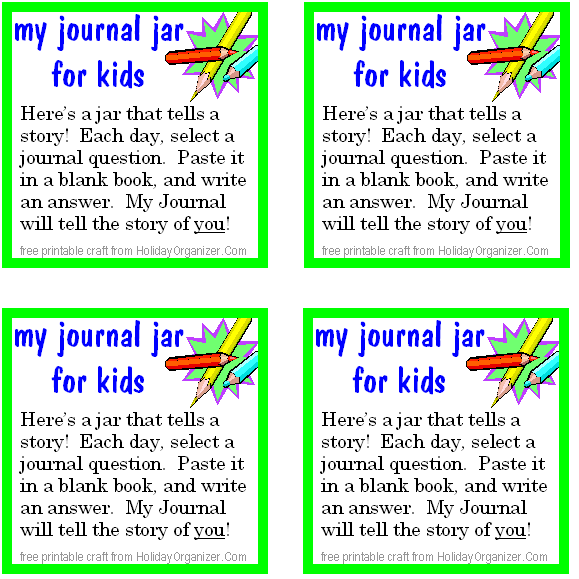 my journal jar
for kids
Here's a jar that tells a
story!  Each day, select a
journal question.  Paste it
in a blank book, and write
an answer.  My Journal
will tell the story of you!
free printable craft from HolidayOrganizer.Com
my journal jar
for kids
Here's a jar that tells a
story!  Each day, select a
journal question.  Paste it
in a blank book, and write
an answer.  My Journal
will tell the story of you!
free printable craft from HolidayOrganizer.Com
my journal jar
for kids
Here's a jar that tells a
story!  Each day, select a
journal question.  Paste it
in a blank book, and write
an answer.  My Journal
will tell the story of you!
free printable craft from HolidayOrganizer.Com
my journal jar
for kids
Here's a jar that tells a
story!  Each day, select a
journal question.  Paste it
in a blank book, and write
an answer.  My Journal
will tell the story of you!
free printable craft from HolidayOrganizer.Com